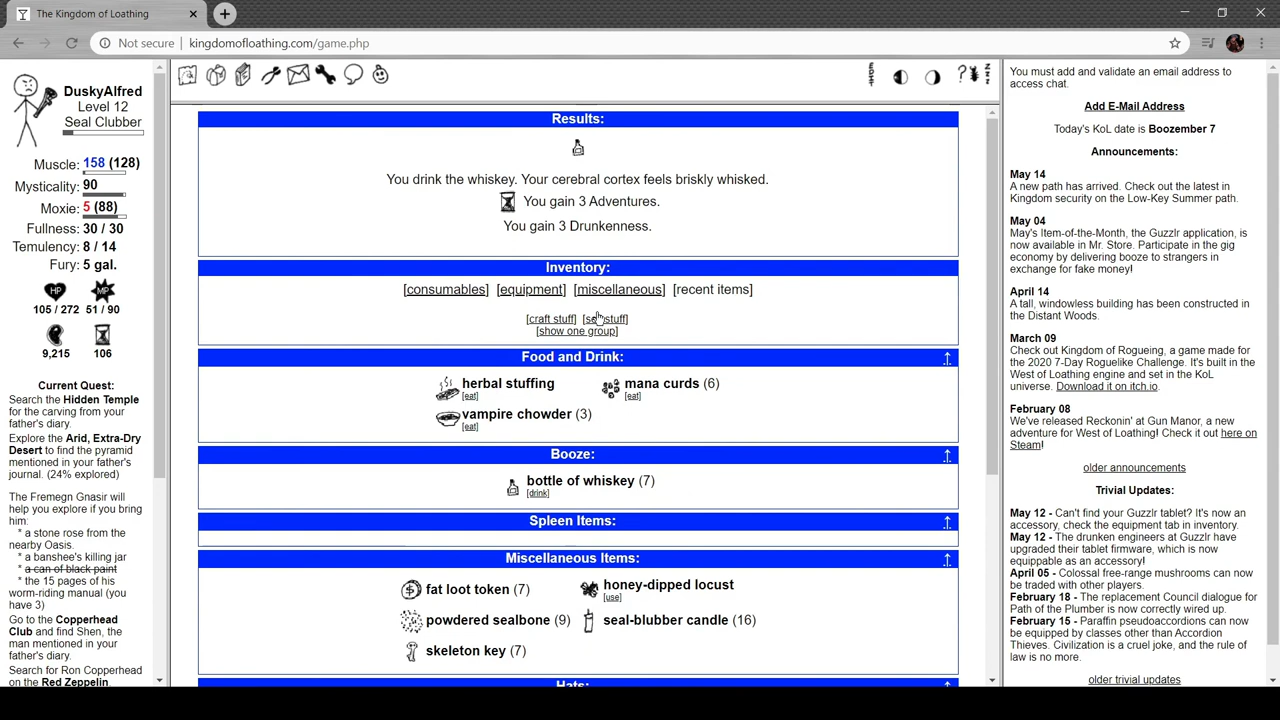 The Kingdom of Loathing
Not secure | kingdomofloathing.com/game.php
DuskyAlfred
Level 12
Seal Clubber
Muscle: 158 (128)
Mysticality: 90
Moxie: 5 (88)
Fullness: 30 / 30
Temulency: 8 / 14
Fury: 5 gal.
HP MP
105 / 272 51 / 90
9,215 106
Current Quest:
Search the Hidden Temple
for the carving from your
father's diary.
Explore the Arid, Extra-Dry
Desert to find the pyramid
mentioned in your father's
journal. (24% explored)
The Fremegn Gnasir will
help you explore if you bring
him:
* a stone rose from the
nearby Oasis.
* a banshee's killing jar
* a can of black paint
* the 15 pages of his
worm-riding manual (you
have 3)
Go to the Copperhead
Club and find Shen, the
man mentioned in your
father's diary.
Search for Ron Copperhead
on the Red Zeppelin.
Results:
You drink the whiskey. Your cerebral cortex feels briskly whisked.
You gain 3 Adventures.
You gain 3 Drunkenness.
Inventory:
[consumables] [equipment] [miscellaneous] [recent items]
[craft stuff] [sell stuff]
[show one group]
Food and Drink:
herbal stuffing mana curds (6)
[eat] [eat]
vampire chowder (3)
[eat]
Booze:
bottle of whiskey (7)
[drink]
Spleen Items:
Miscellaneous Items:
fat loot token (7) honey-dipped locust
[use]
powdered sealbone (9) seal-blubber candle (16)
skeleton key (7)
Hats:
You must add and validate an email address to
access chat.
Add E-Mail Address
Today's KoL date is Boozember 7
Announcements:
May 14
A new path has arrived. Check out the latest in
Kingdom security on the Low-Key Summer path.
May 04
May's Item-of-the-Month, the Guzzlr application, is
now available in Mr. Store. Participate in the gig
economy by delivering booze to strangers in
exchange for fake money!
April 14
A tall, windowless building has been constructed in
the Distant Woods.
March 09
Check out Kingdom of Rogueing, a game made for
the 2020 7-Day Roguelike Challenge. It's built in the
West of Loathing engine and set in the KoL
universe. Download it on itch.io.
February 08
We've released Reckonin' at Gun Manor, a new
adventure for West of Loathing! Check it out here on
Steam!
older announcements
Trivial Updates:
May 12 - Can't find your Guzzlr tablet? It's now an
accessory, check the equipment tab in inventory.
May 12 - The drunken engineers at Guzzlr have
upgraded their tablet firmware, which is now
equippable as an accessory!
April 05 - Colossal free-range mushrooms can now
be traded with other players.
February 18 - The replacement Council dialogue for
Path of the Plumber is now correctly wired up.
February 15 - Paraffin pseudoaccordions can now
be equipped by classes other than Accordion
Thieves. Civilization is a cruel joke, and the rule of
law is no more.
older trivial updates